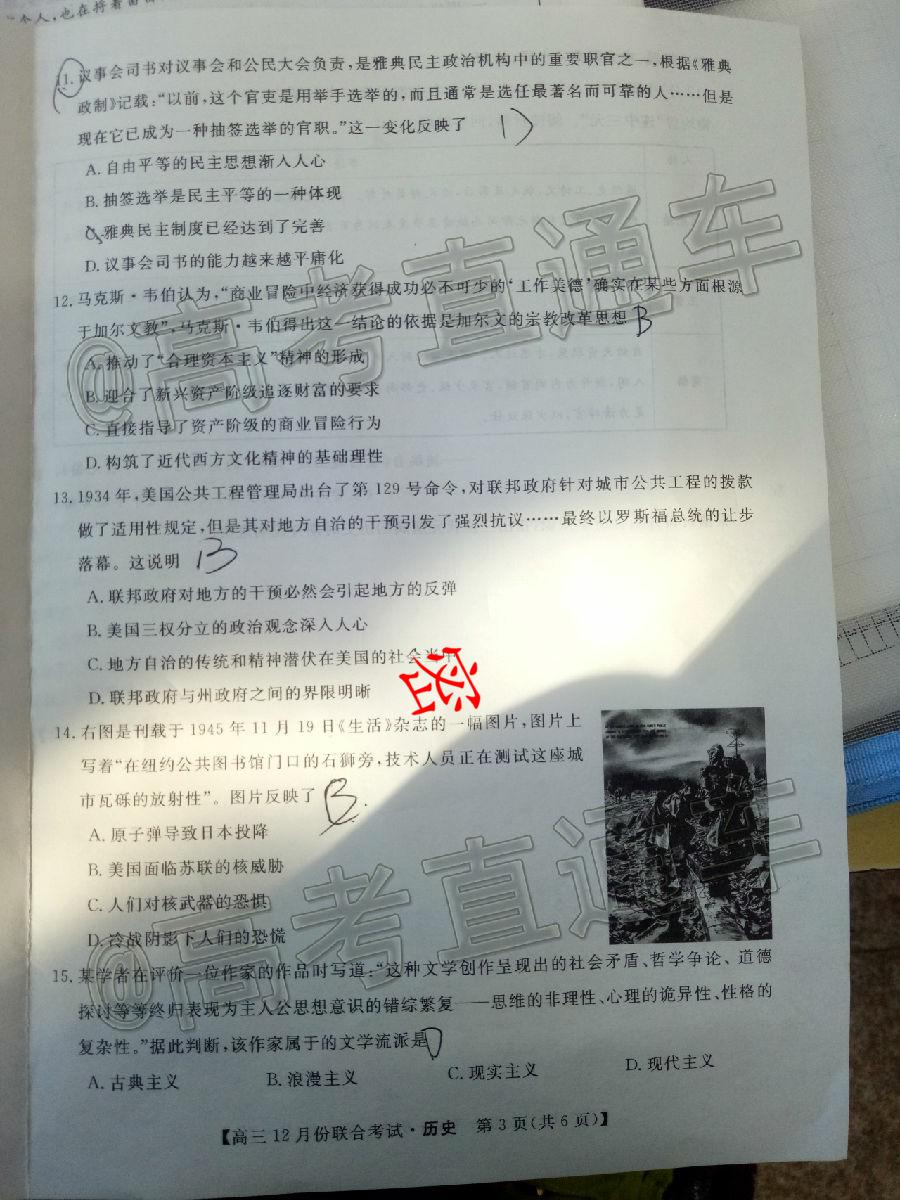 个人,也在捋着
11.议事会司书对议事会和公民大会负责,是雅典民主政治机构中的重要职官之一,根据《雅典
政制》记载:“以前,这个官吏是用举手选举的,而且通常是选任最著名而可靠的人……但是
现在它已成为一种抽签选举的官职。”这一变化反映了 D
A.自由平等的民主思想渐入人心
B.抽签选举是民主平等的一种体现
C.雅典民主制度已经达到了完善
D.议事会司书的能力越来越平庸化
12.马克斯·韦伯认为,“商业冒险中经济获得成功必不可少的‘工作美德’确实在某些方面根源
于加尔文教”,马克斯·韦伯得出这一结论的依据是加尔文的宗教改革思想 B
A.推动了“合理资本主义”精神的形成
B.迎合了新兴资产阶级追逐财富的要求
C.直接指导了资产阶级的商业冒险行为
D.构筑了近代西方文化精神的基础理性
13.1934年,美国公共工程管理局出台了第129号命令,对联邦政府针对城市公共工程的拨款
做了适用性规定,但是其对地方自治的干预引发了强烈抗议……最终以罗斯福总统的让步
落幕。这说明 B
A.联邦政府对地方的干预必然会引起地方的反弹
B.美国三权分立的政治观念深入人心
C.地方自治的传统和精神潜伏在美国的社会当中
D.联邦政府与州政府之间的界限明晰
密
14.右图是刊载于1945年11月19日《生活》杂志的一幅图片,图片上
写着“在纽约公共图书馆门口的石狮旁,技术人员正在测试这座城
市瓦砾的放射性”。图片反映了 B
A.原子弹导致日本投降
B.美国面临苏联的核威胁
C.人们对核武器的恐惧
D.冷战阴影下人们的恐慌
15.某学者在评价一位作家的作品时写道:“这种文学创作呈现出的社会矛盾、哲学争论、道德
探讨等等终归表现为主人公思想意识的错综繁复——思维的非理性、心理的诡异性、性格的
复杂性。”据此判断,该作家属于的文学流派是 D
A.古典主义 B.浪漫主义 C.现实主义 D.现代主义
【高三12月份联合考试·历史 第3页(共6页)】
@高考直通车
@高考直通车